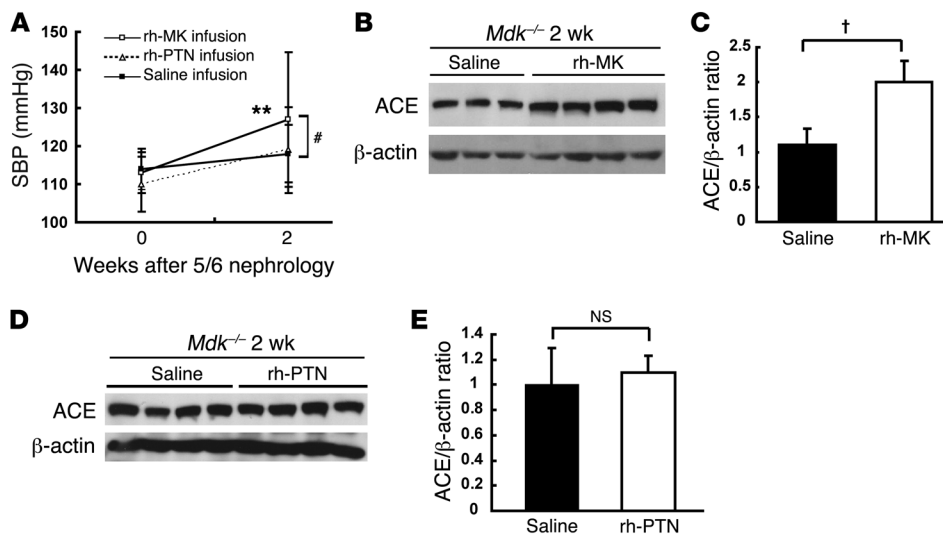 A
rh-MK infusion
rh-PTN infusion
Saline infusion
SBP (mmHg)
150
140
130
120
110
100
**
#
0
2
Weeks after 5/6 nephrology
B
Mdk–/– 2 wk
Saline
rh-MK
ACE
β-actin
C
†
ACE/β-actin ratio
2.5
2
1.5
1
0.5
0
Saline
rh-MK
D
Mdk–/– 2 wk
Saline
rh-PTN
ACE
β-actin
E
NS
ACE/β-actin ratio
1.4
1.2
1
0.8
0.6
0.4
0.2
0
Saline
rh-PTN